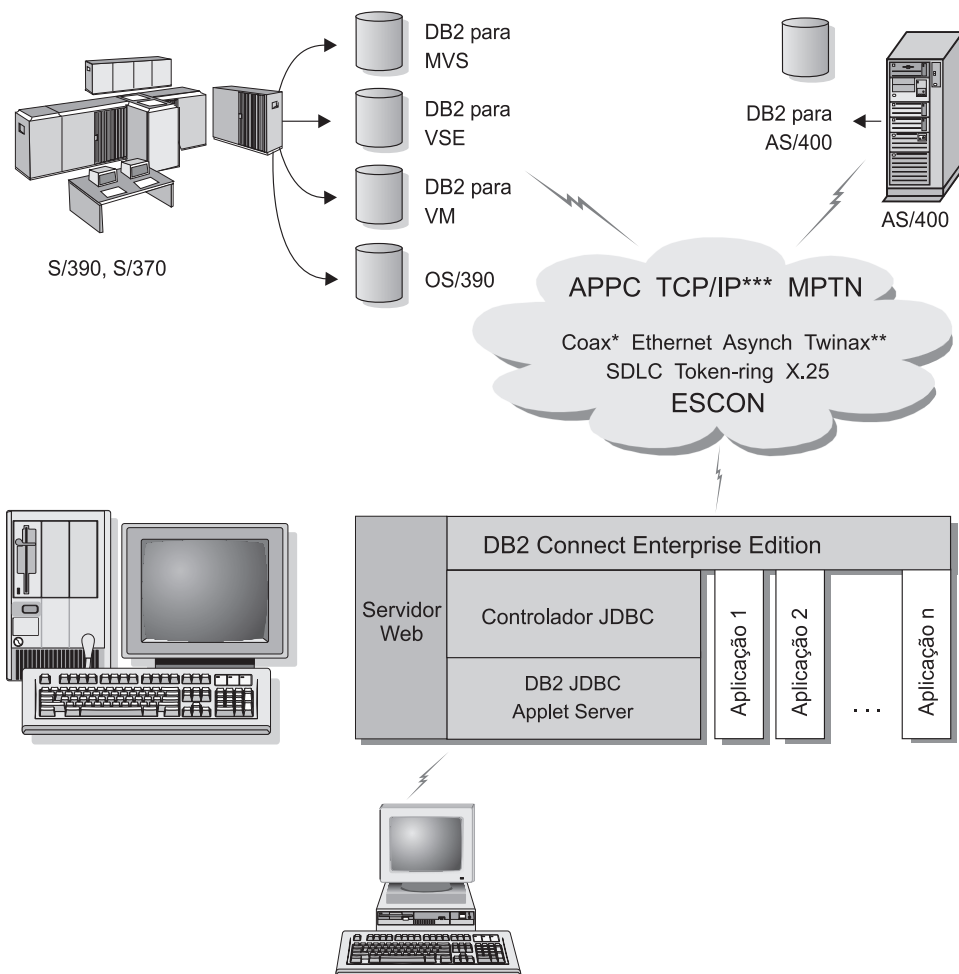 DB2 para
MVS
DB2 para
VSE
DB2 para
VM
OS/390
S/390, S/370
DB2 para
AS/400
AS/400
APPC TCP/IP*** MPTN
Coax* Ethernet Asynch Twinax**
SDLC Token-ring X.25
ESCON
DB2 Connect Enterprise Edition
Servidor
Web
Controlador JDBC
DB2 JDBC
Applet Server
Aplicação 1
Aplicação 2
. . .
Aplicação n